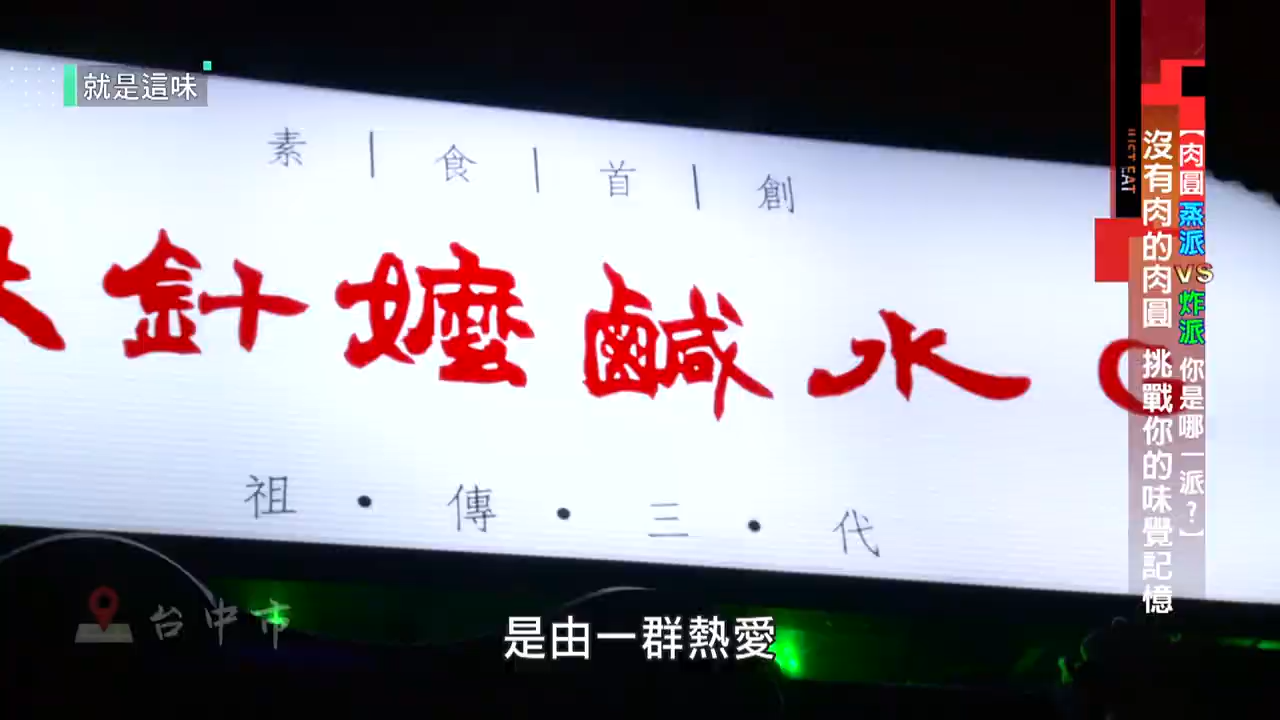 就是這味
素|食|首|創
針嬤鹹水
祖·傳·三·代
台中市
是由一群熱愛
【肉圓蒸派VS炸派 你是哪一派?】
沒有肉的肉圓 挑戰你的味覺記憶